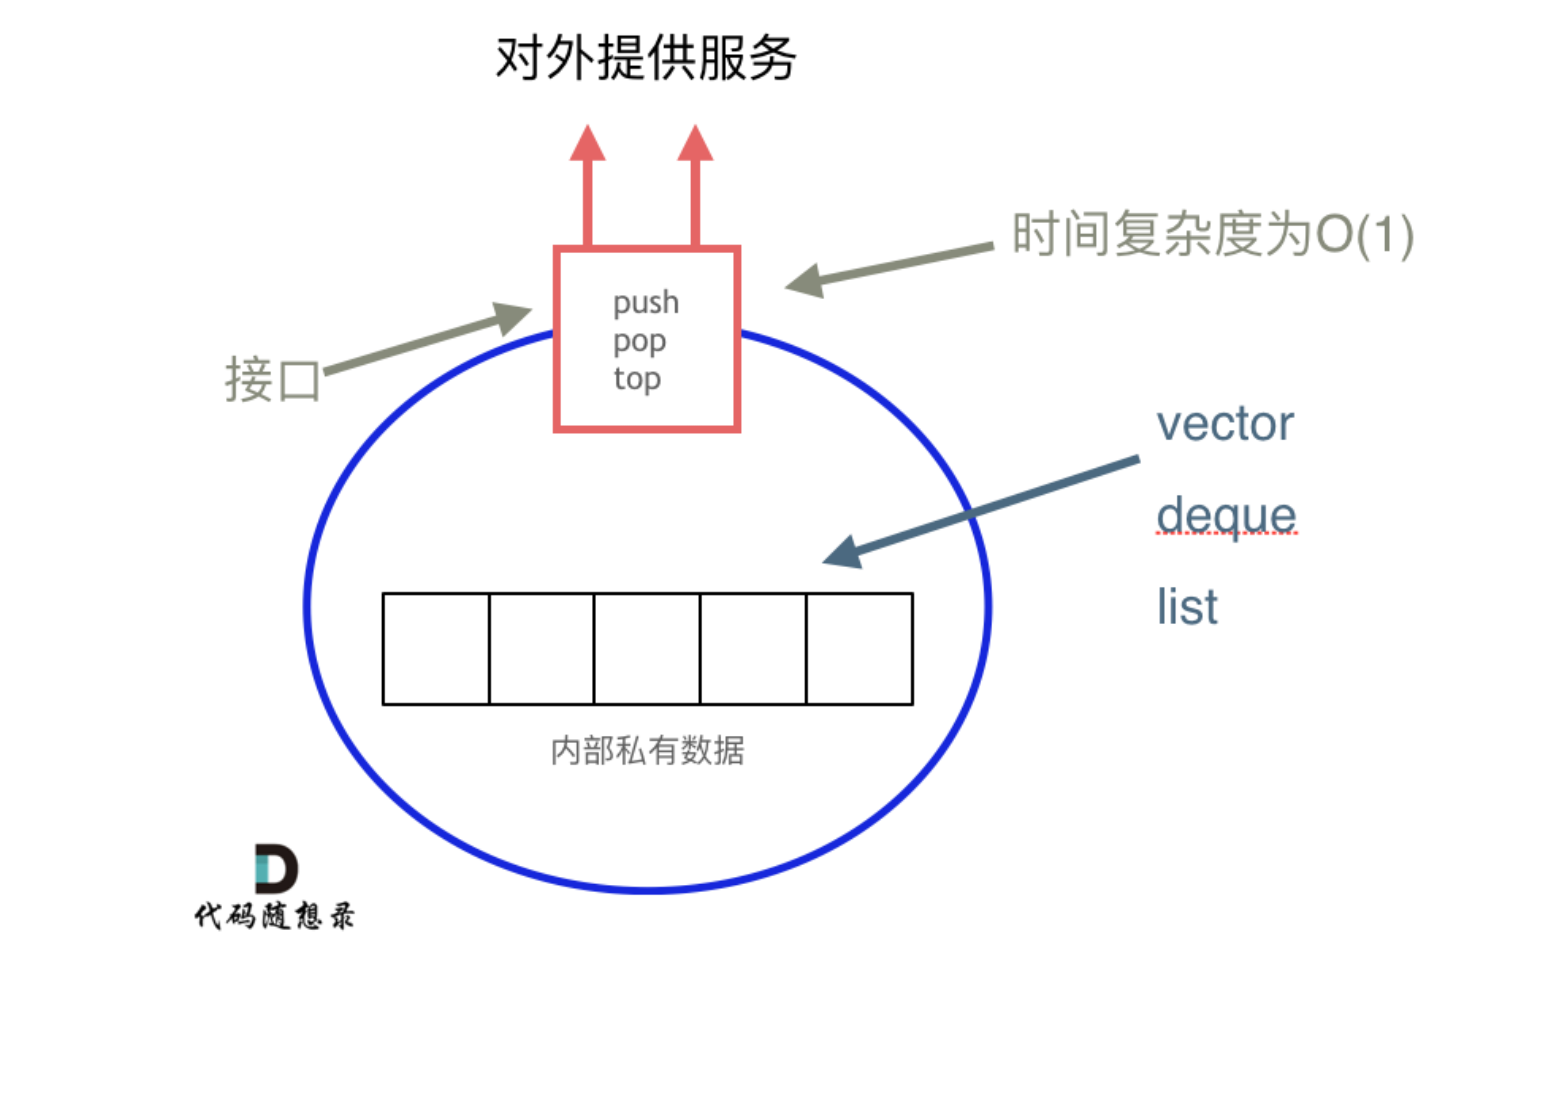 对外提供服务
时间复杂度为O(1)
push
pop
top
接口
vector
deque
list
内部私有数据
代码随想录